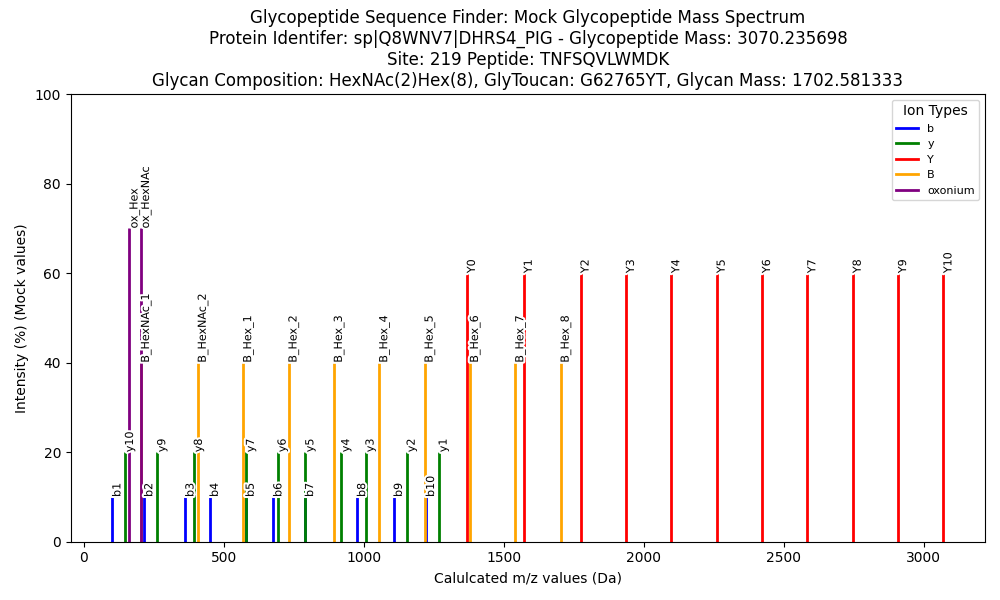 Glycopeptide Sequence Finder: Mock Glycopeptide Mass Spectrum
Protein Identifer: sp|Q8WNV7|DHRS4_PIG - Glycopeptide Mass: 3070.235698
Site: 219 Peptide: TNFSQVLWMDK
Glycan Composition: HexNAc(2)Hex(8), GlyToucan: G62765YT, Glycan Mass: 1702.581333
Intensity (%) (Mock values)
100
80
60
40
20
0
Ion Types
b
y
Y
B
oxonium
ox_Hex
ox_HexNAc
Y0
Y1
Y2
Y3
Y4
Y5
Y6
Y7
Y8
Y9
Y10
B_HexNAc_1
B_HexNAc_2
B_Hex_1
B_Hex_2
B_Hex_3
B_Hex_4
B_Hex_5
B_Hex_6
B_Hex_7
B_Hex_8
y10
y9
y8
y7
y6
y5
y4
y3
y2
y1
b1
b2
b3
b4
b5
b6
b7
b8
b9
b10
0
500
1000
1500
2000
2500
3000
Calulcated m/z values (Da)